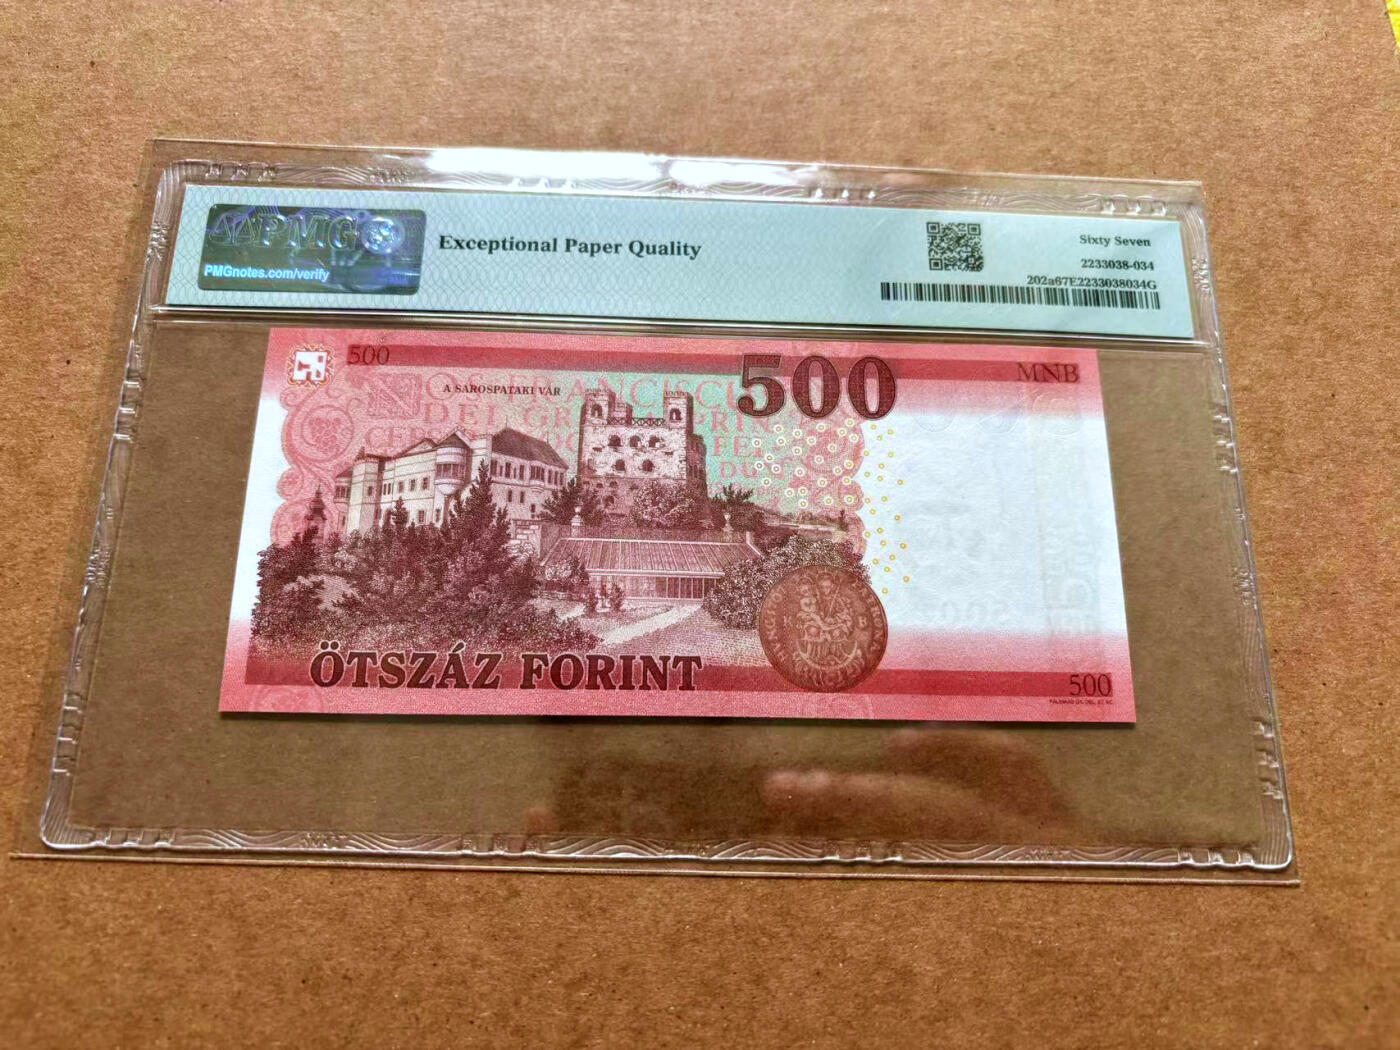 PMG
PMGnotes.com/verify
Exceptional Paper Quality
Sixty Seven
2233038-034
202a67E2233038034G
500
500
MNB
A SÁROSPATAKI VÁR
ÖTSZÁZ FORINT
500